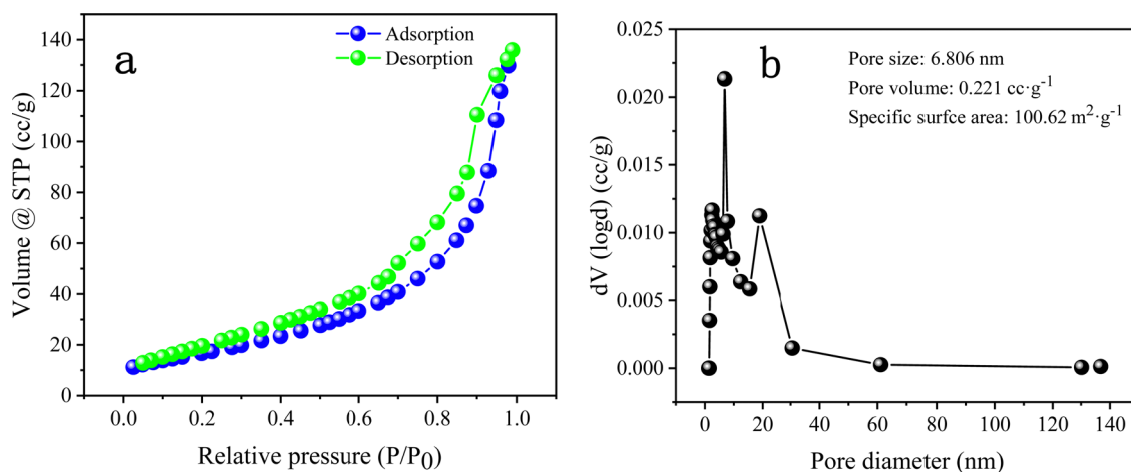 a
Adsorption
Desorption
140
120
100
80
60
40
20
0
0.0 0.2 0.4 0.6 0.8 1.0
Volume @ STP (cc/g)
Relative pressure (P/P0)
b
Pore size: 6.806 nm
Pore volume: 0.221 cc·g-1
Specific surfce area: 100.62 m2·g-1
0.025
0.020
0.015
0.010
0.005
0.000
0 20 40 60 80 100 120 140
dV (logd) (cc/g)
Pore diameter (nm)